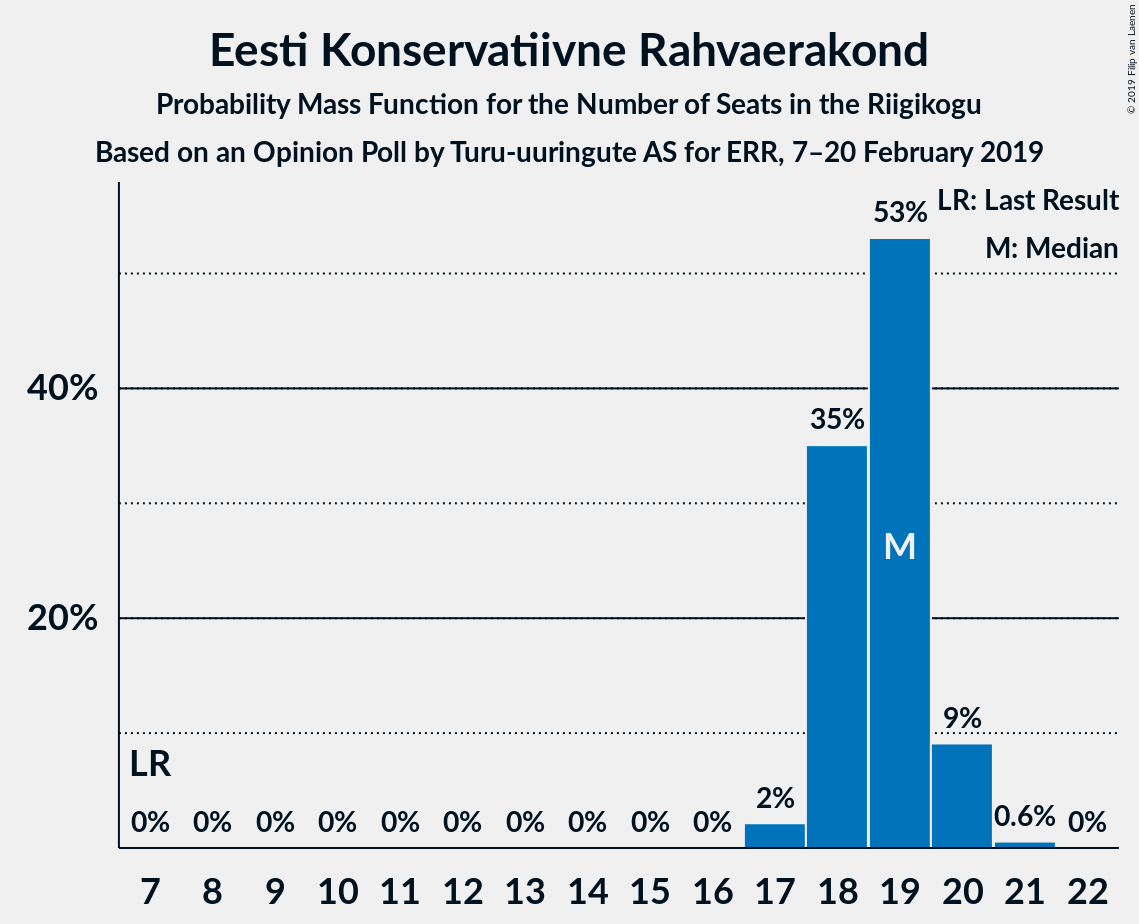 Eesti Konservatiivne Rahvaerakond
Probability Mass Function for the Number of Seats in the Riigikogu
Based on an Opinion Poll by Turu-uuringute AS for ERR, 7–20 February 2019
© 2019 Filip van Laenen
LR: Last Result
M: Median
53%
40%
35%
M
20%
9%
LR
2%
0% 0% 0% 0% 0% 0% 0% 0% 0% 0% 0.6% 0%
7 8 9 10 11 12 13 14 15 16 17 18 19 20 21 22